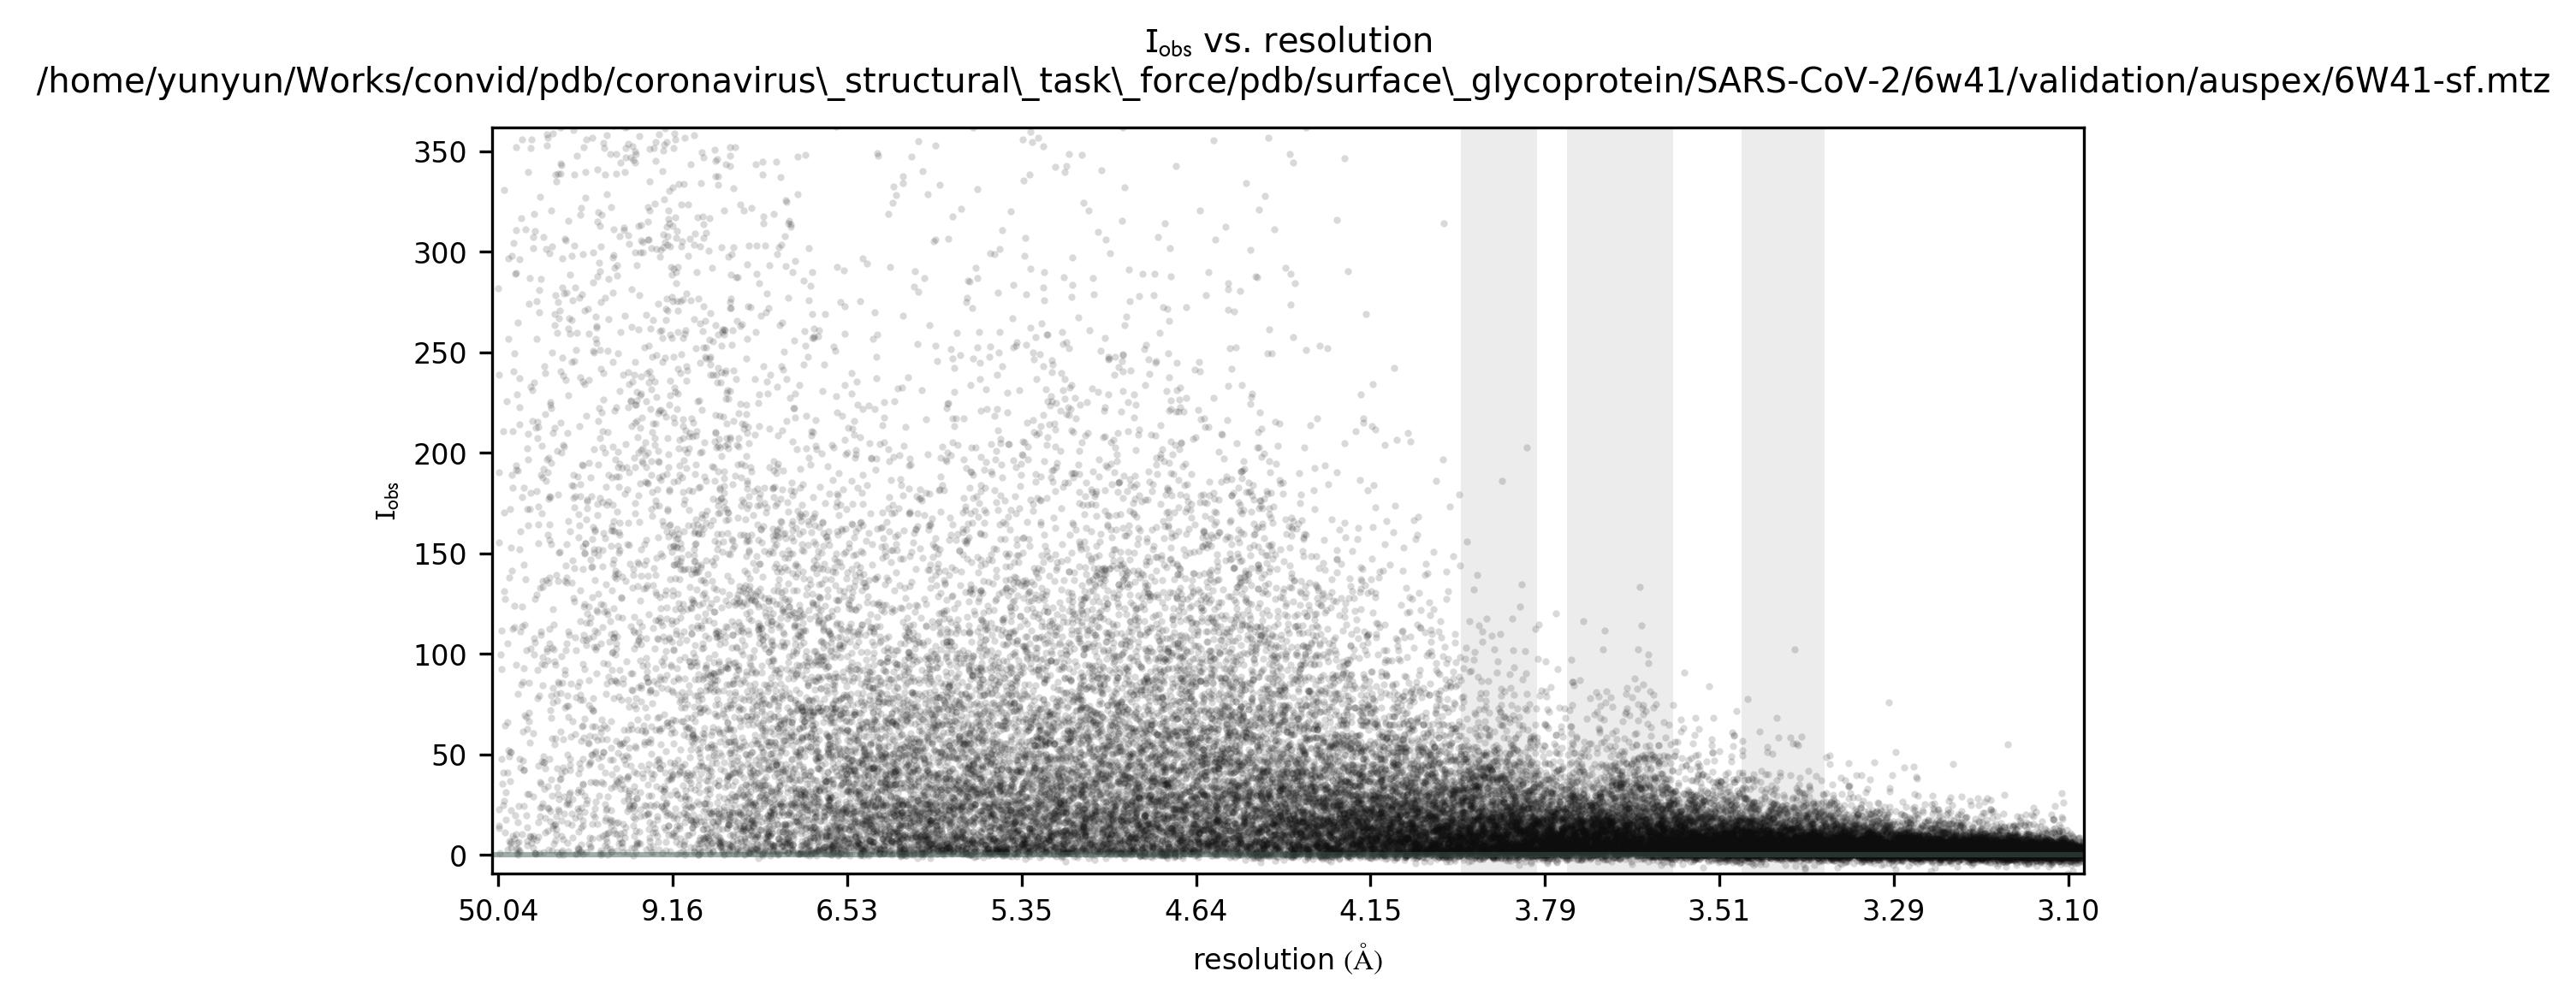 I_obs vs. resolution
/home/yunyun/Works/convid/pdb/coronavirus\_structural\_task\_force/pdb/surface\_glycoprotein/SARS-CoV-2/6w41/validation/auspex/6W41-sf.mtz
350
300
250
200
150
100
50
0
I_obs
50.04 9.16 6.53 5.35 4.64 4.15 3.79 3.51 3.29 3.10
resolution (Å)